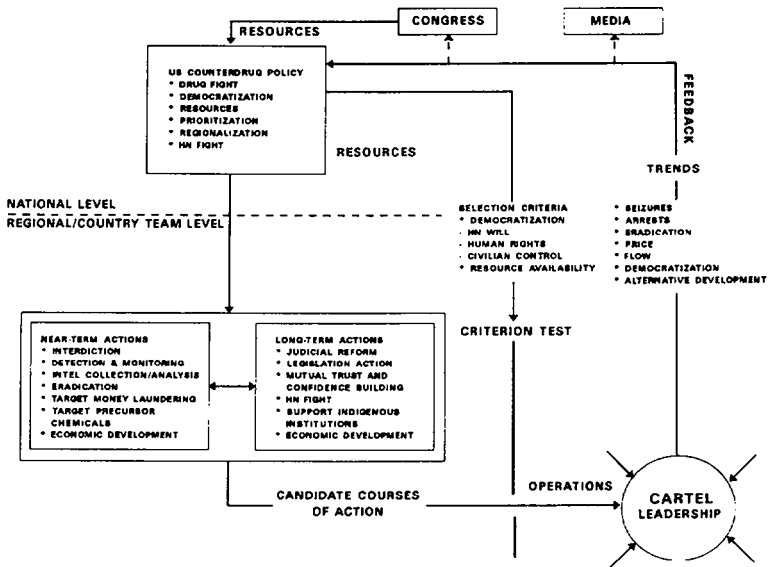 CONGRESS
MEDIA
RESOURCES
US COUNTERDRUG POLICY
* DRUG FIGHT
* DEMOCRATIZATION
* RESOURCES
* PRIORITIZATION
* REGIONALIZATION
* HN FIGHT
RESOURCES
FEEDBACK
TRENDS
NATIONAL LEVEL
REGIONAL/COUNTRY TEAM LEVEL
SELECTION CRITERIA
* DEMOCRATIZATION
· HN WILL
· HUMAN RIGHTS
· CIVILIAN CONTROL
* RESOURCE AVAILABILITY
* SEIZURES
* ARRESTS
* ERADICATION
* PRICE
* FLOW
* DEMOCRATIZATION
* ALTERNATIVE DEVELOPMENT
CRITERION TEST
NEAR-TERM ACTIONS
* INTERDICTION
* DETECTION & MONITORING
* INTEL COLLECTION/ANALYSIS
* ERADICATION
* TARGET MONEY LAUNDERING
* TARGET PRECURSOR
CHEMICALS
* ECONOMIC DEVELOPMENT
LONG-TERM ACTIONS
* JUDICIAL REFORM
* LEGISLATION ACTION
* MUTUAL TRUST AND
CONFIDENCE BUILDING
* HN FIGHT
* SUPPORT INDIGENOUS
INSTITUTIONS
* ECONOMIC DEVELOPMENT
CANDIDATE COURSES
OF ACTION
OPERATIONS
CARTEL
LEADERSHIP